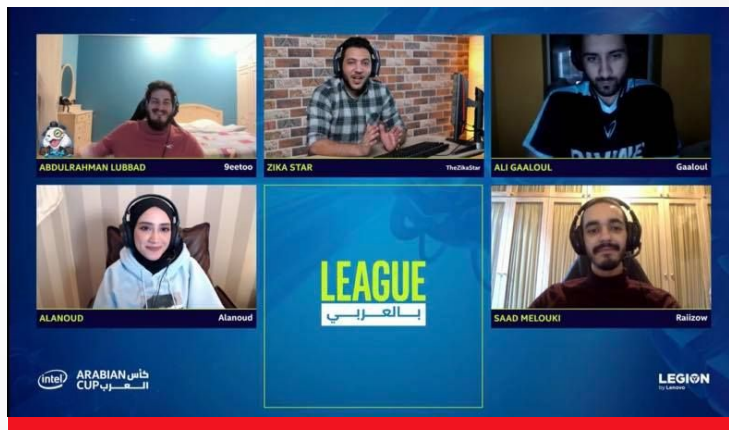 ABDULRAHMAN LUBBAD 9eetoo
ZIKA STAR TheZikaStar
ALI GAALOUL Gaaloul
ALANOUD Alanoud
LEAGUE
بالعربي
SAAD MELOUKI Raiizow
intel
ARABIAN كأس
CUP العرب
LEGION
by Lenovo